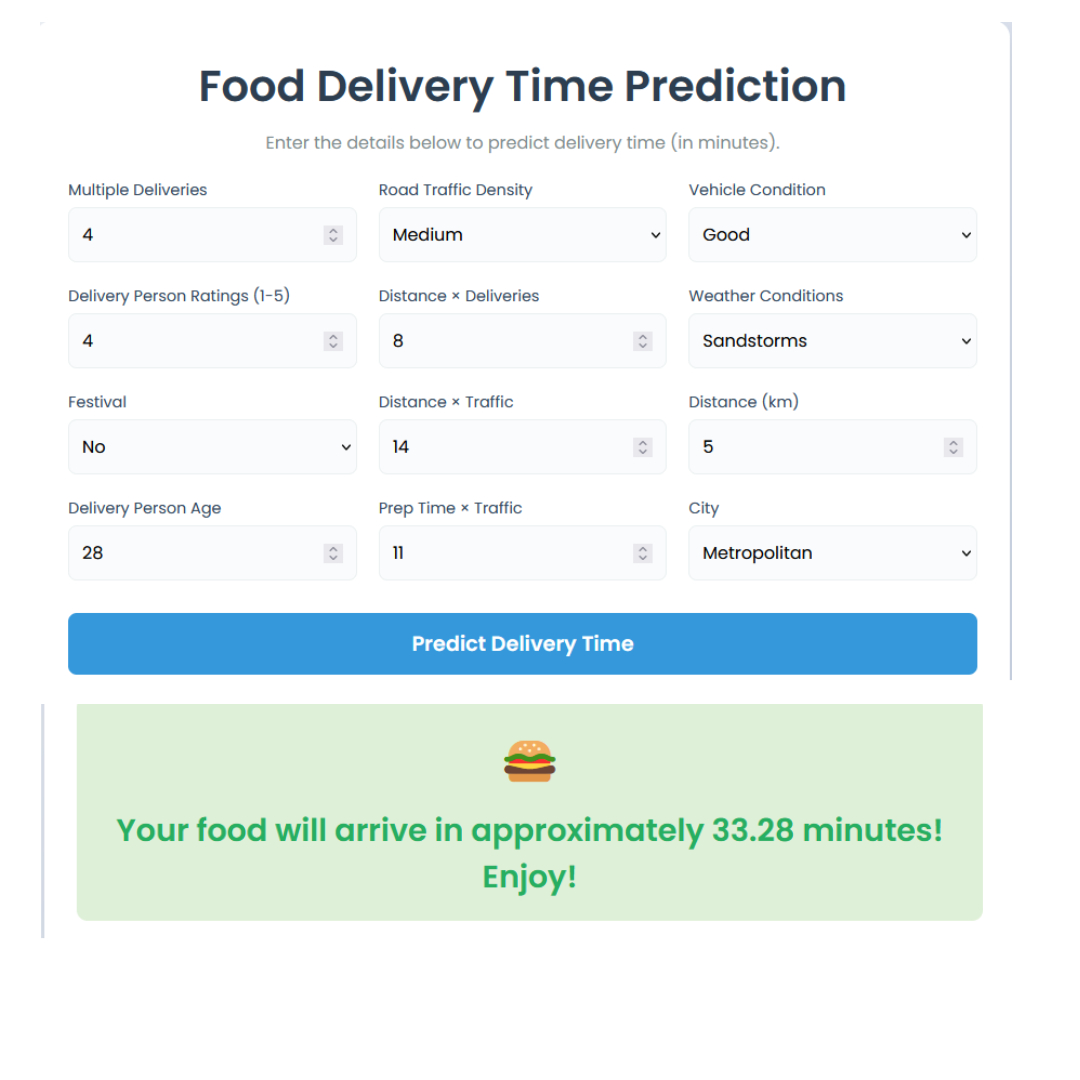 Food Delivery Time Prediction
Enter the details below to predict delivery time (in minutes).
Multiple Deliveries
4
Road Traffic Density
Medium
Vehicle Condition
Good
Delivery Person Ratings (1-5)
4
Distance × Deliveries
8
Weather Conditions
Sandstorms
Festival
No
Distance × Traffic
14
Distance (km)
5
Delivery Person Age
28
Prep Time × Traffic
11
City
Metropolitan
Predict Delivery Time
Your food will arrive in approximately 33.28 minutes!
Enjoy!